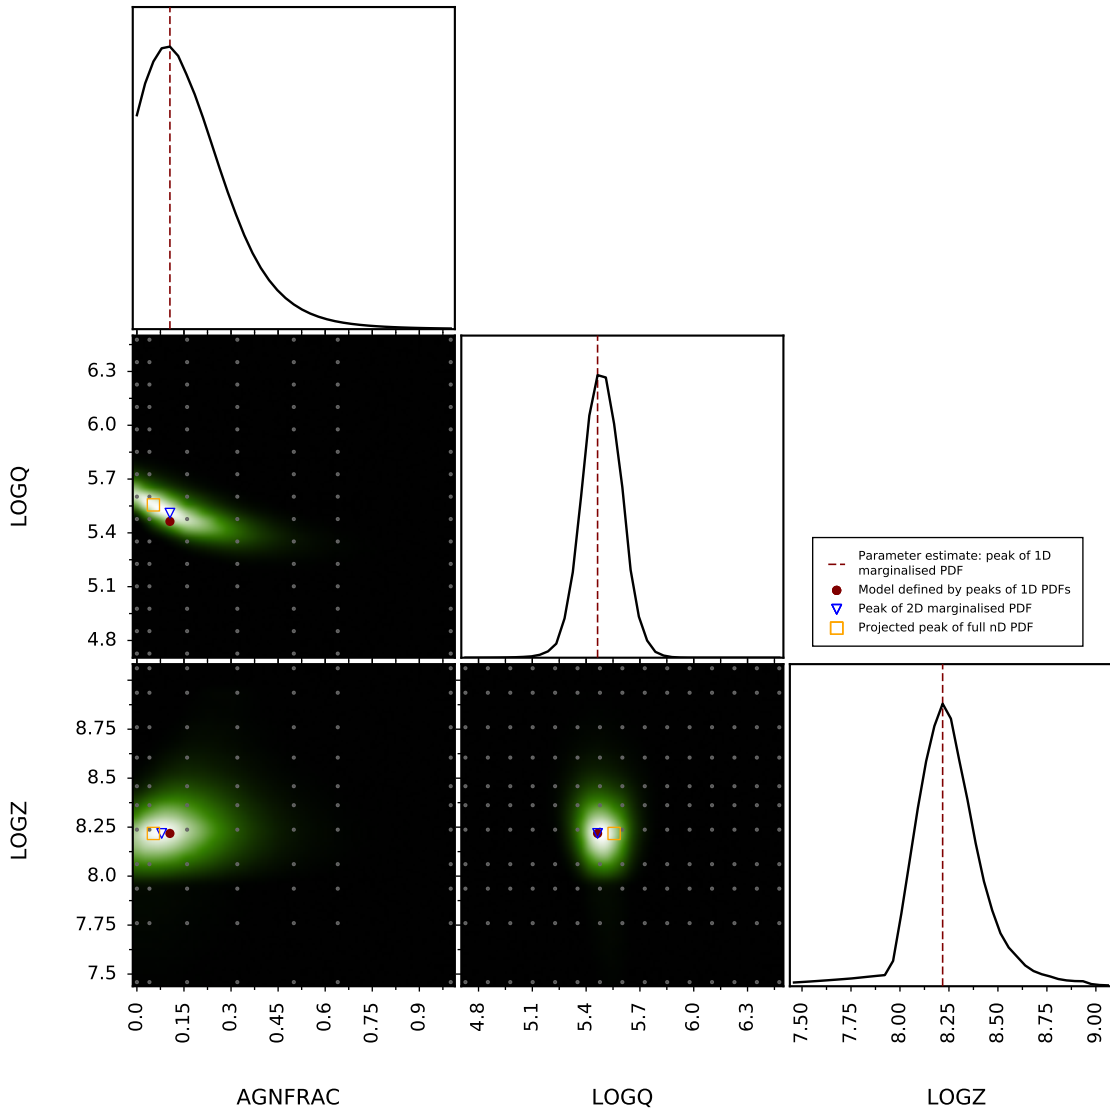 LOGQ
6.3
6.0
5.7
5.4
5.1
4.8
Parameter estimate: peak of 1D
marginalised PDF
Model defined by peaks of 1D PDFs
Peak of 2D marginalised PDF
Projected peak of full nD PDF
LOGZ
8.75
8.5
8.25
8.0
7.75
7.5
0.0 0.15 0.3 0.45 0.6 0.75 0.9
4.8 5.1 5.4 5.7 6.0 6.3
7.50 7.75 8.00 8.25 8.50 8.75 9.00
AGNFRAC
LOGQ
LOGZ